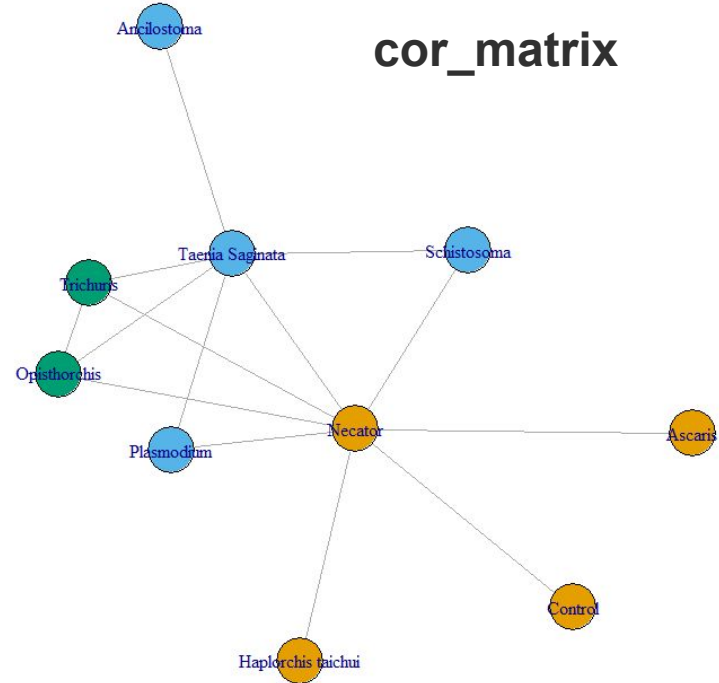 Ancilostoma
cor_matrix
Taenia Saginata
Schistosoma
Trichuris
Opisthorchis
Plasmodium
Necator
Ascaris
Control
Haplorchis taichui